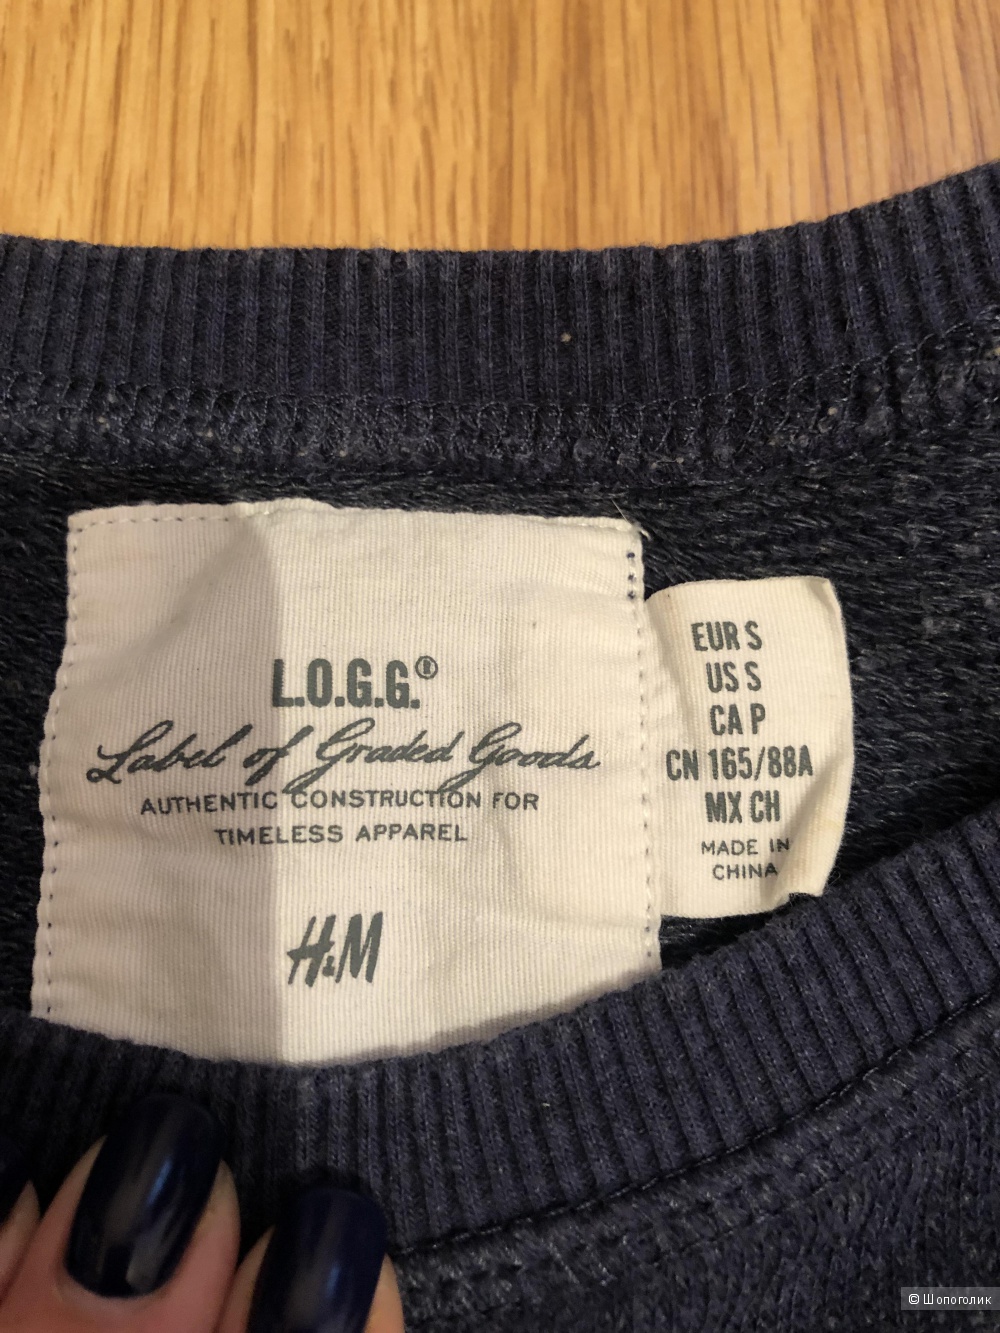 L.O.G.G.®
Label of Graded Goods
AUTHENTIC CONSTRUCTION FOR
TIMELESS APPAREL
H&M
EUR S
US S
CA P
CN 165/88A
MX CH
MADE IN
CHINA
© Шопоголик